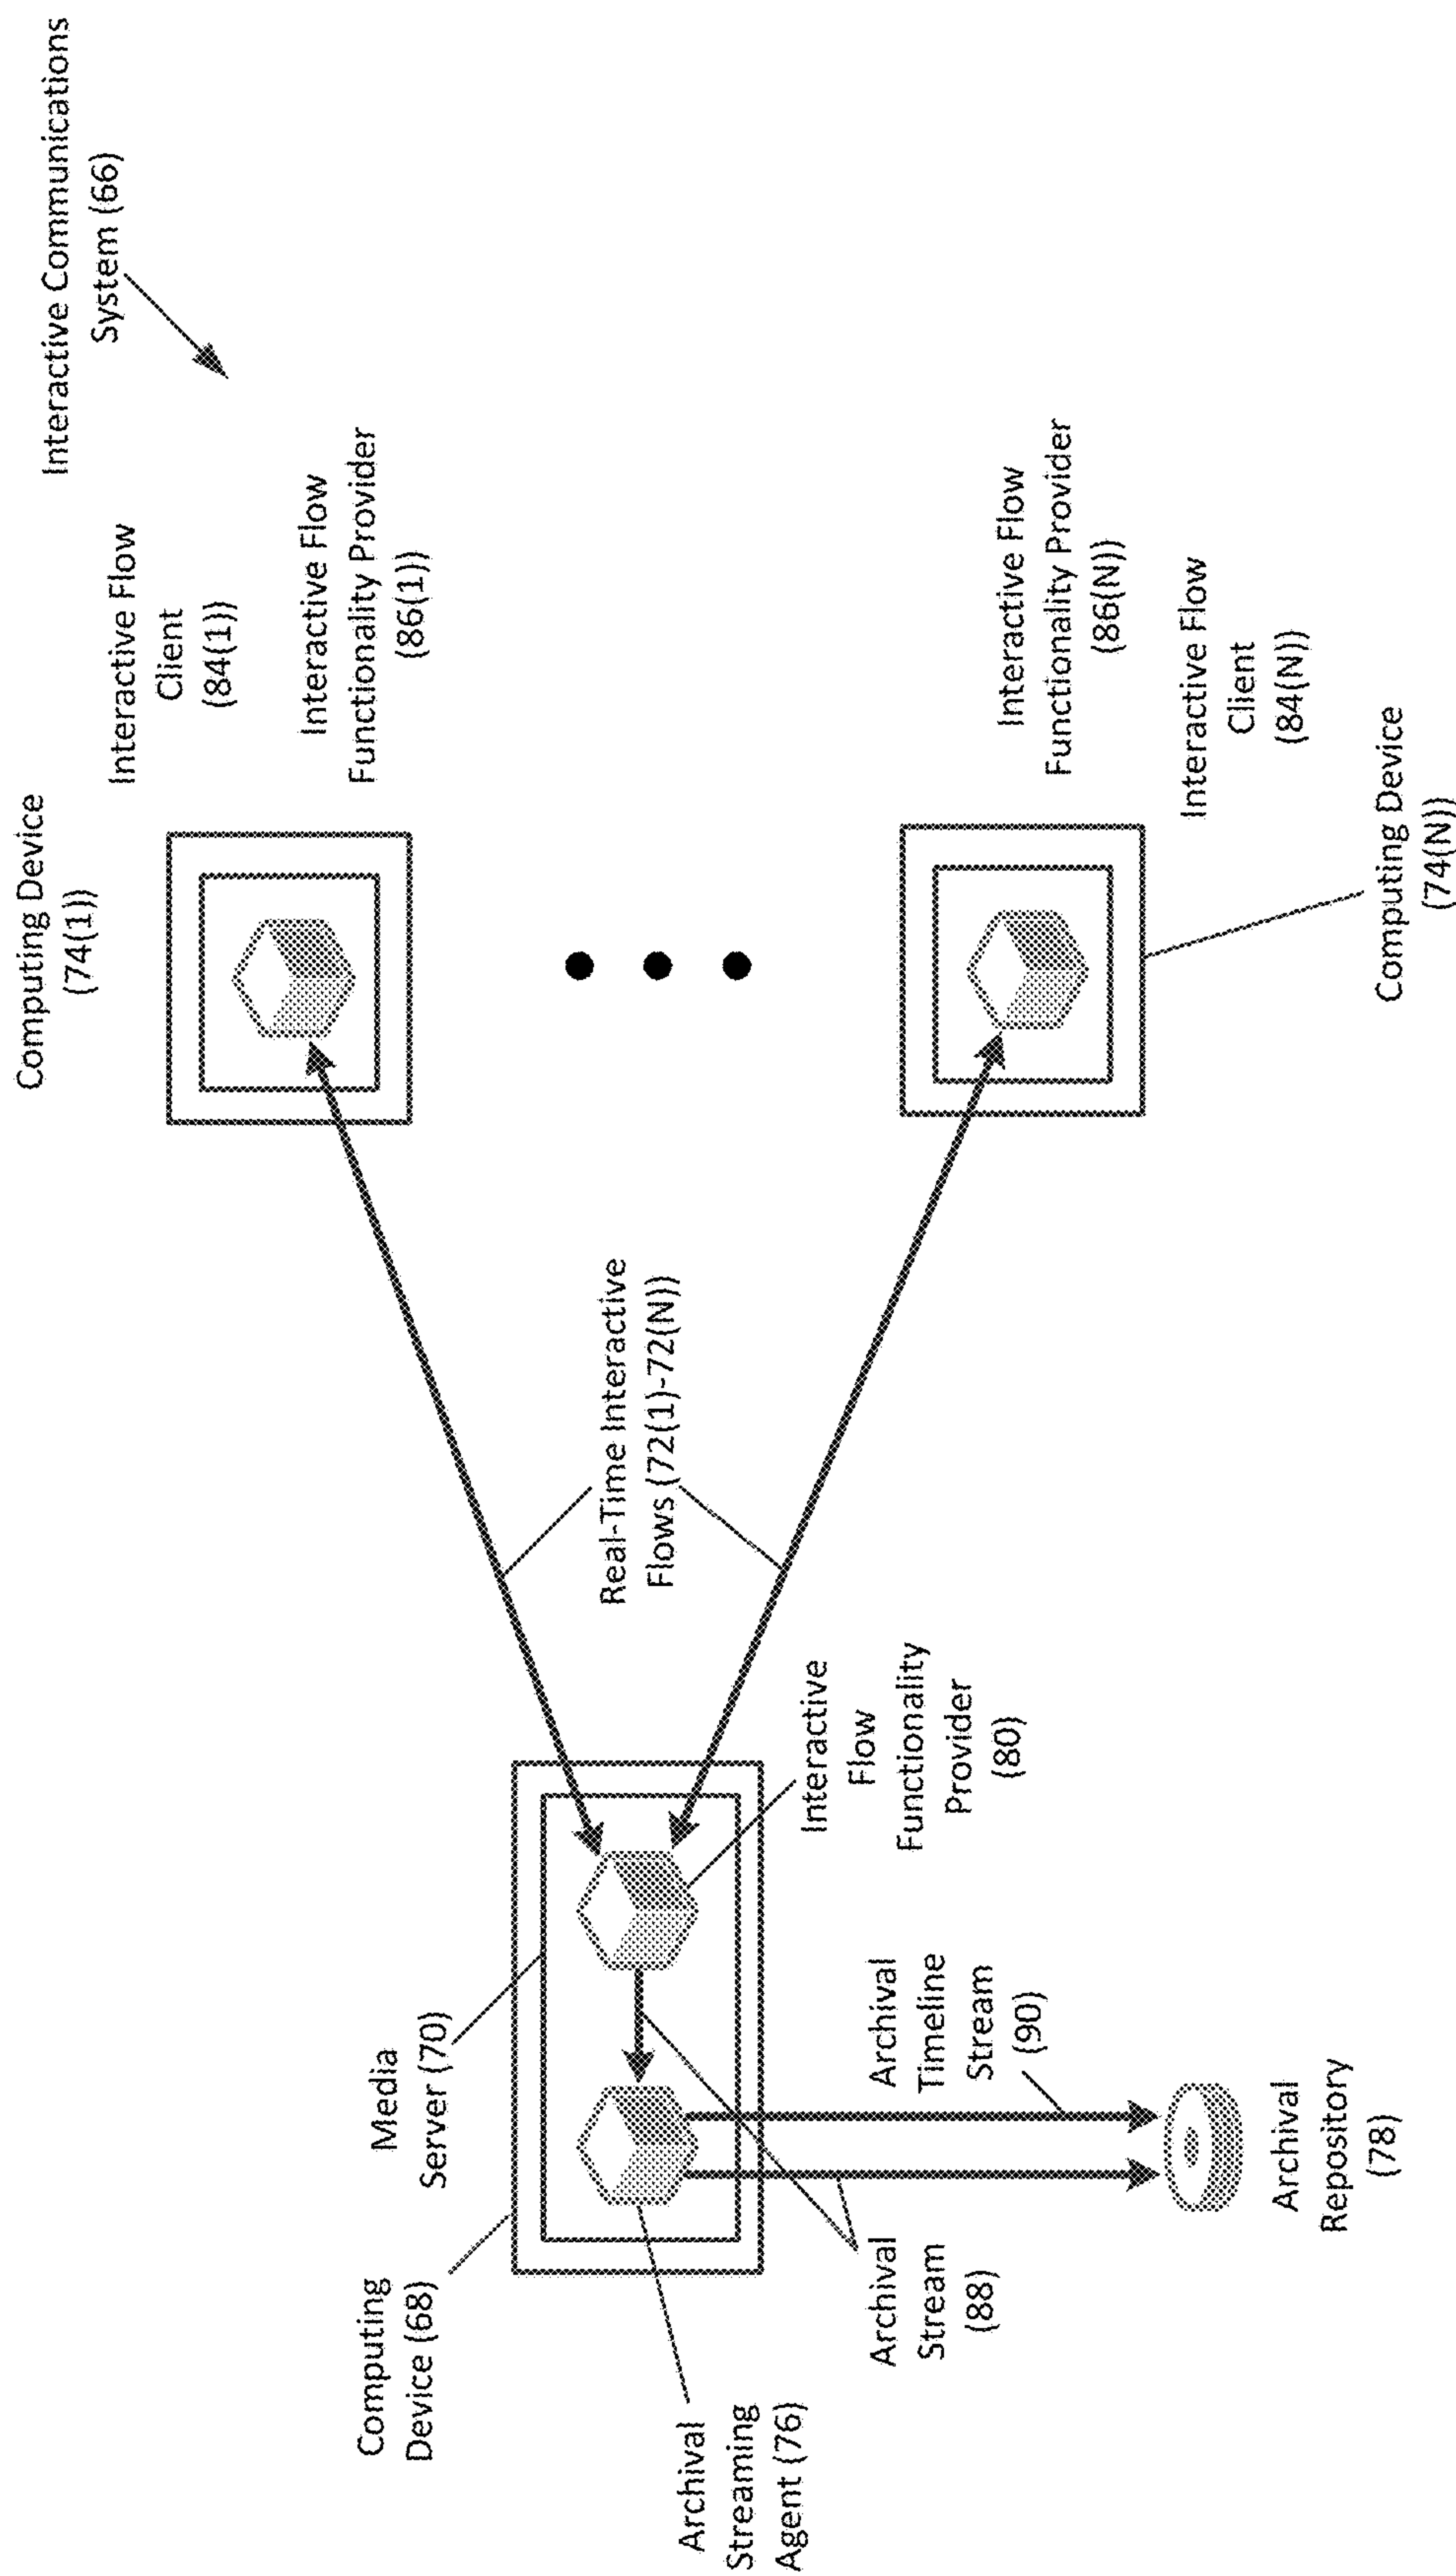 Interactive Communications
System (66)
Computing Device
(74(1))
Interactive Flow
Client
(84(1))
Interactive Flow
Functionality Provider
(86(1))
Computing
Device (68)
Media
Server (70)
Real-Time Interactive
Flows (72(1)-72(N))
Archival
Streaming
Agent (76)
Interactive
Flow
Functionality
Provider
(80)
Archival
Stream
(88)
Archival
Timeline
Stream
(90)
Archival
Repository
(78)
Interactive Flow
Functionality Provider
(86(N))
Interactive Flow
Client
(84(N))
Computing Device
(74(N))